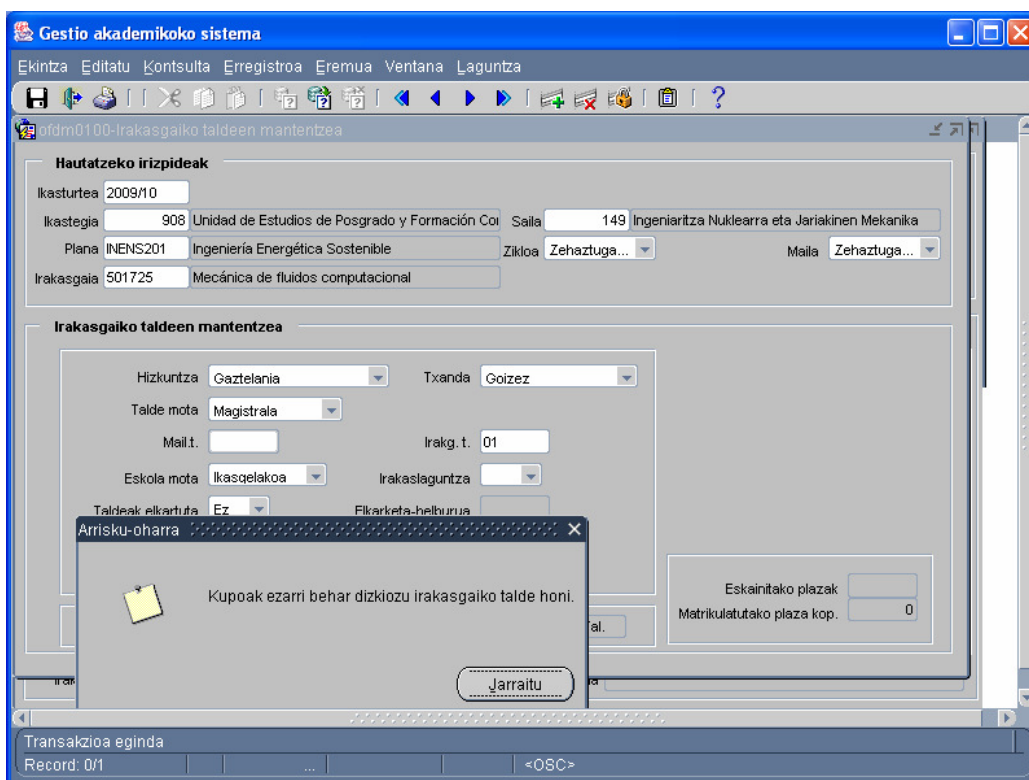 Gestio akademikoko sistema
Ekintza Editatu Kontsulta Erregistroa Eremua Ventana Laguntza
ofdm0100-Irakasgaiko taldeen mantentzea
Hautatzeko irizpideak
Ikasturtea 2009/10
Ikastegia 908 Unidad de Estudios de Posgrado y Formación Saila 149 Ingeniaritza Nuklearra eta Jariakinen Mekanika
Plana INENS201 Ingeniería Energética Sostenible Zikloa Zehaztuga... Maila Zehaztuga...
Irakasgaia 501725 Mecánica de fluidos computacional
Irakasgaiko taldeen mantentzea
Hizkuntza Gaztelania Txanda Goizez
Talde mota Magistrala
Mail.t. Irakg. t. 01
Eskola mota Ikasgelakoa Irakaslaguntza
Taldeak elkartuta Ez Elkarketa-helburua
Arrisku-oharra
Kupoak ezarri behar dizkiozu irakasgaiko talde honi.
Jarraitu
Eskainitako plazak
Matrikulatutako plaza kop. 0
Transakzioa eginda
Record: 0/1 ... <OSC>